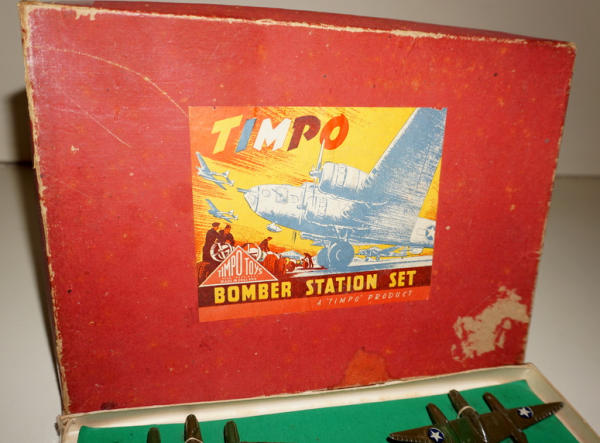 TIMPO
TIMPO TOYS
BOMBER STATION SET
A 'TIMPO' PRODUCT